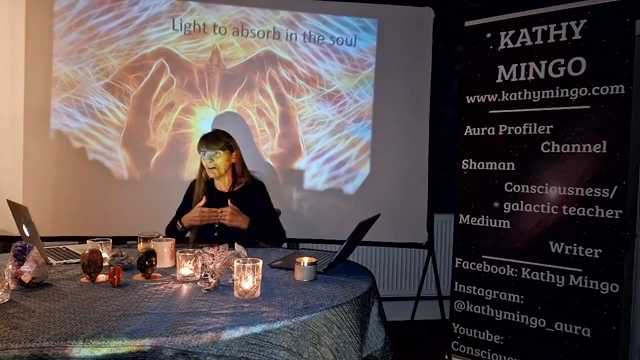 Light to absorb in the soul
KATHY
MINGO
www.kathymingo.com
Aura Profiler
Channel
Shaman
Consciousness/
galactic teacher
Medium
Writer
Facebook: Kathy Mingo
Instagram:
@kathymingo_aura
Youtube: